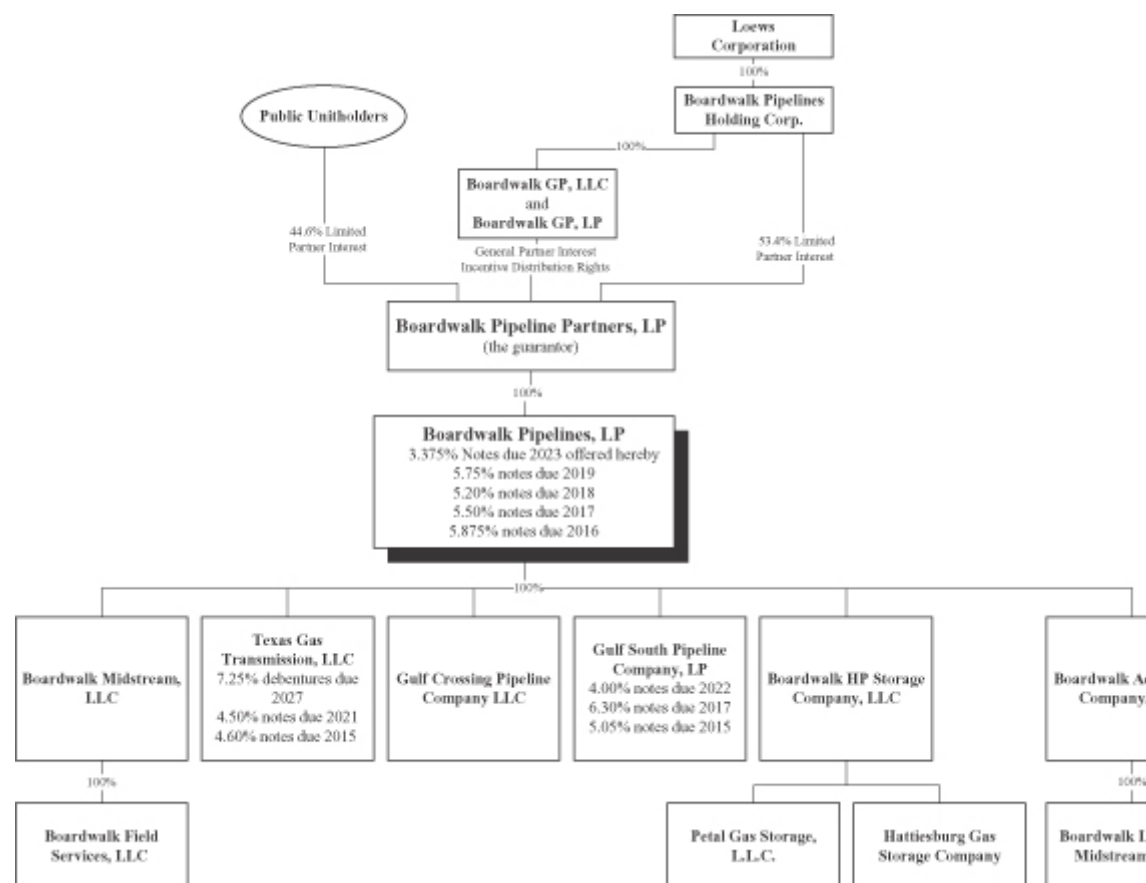 Loews
Corporation
100%
Boardwalk Pipelines
Holding Corp.
Public Unitholders
100%
Boardwalk GP, LLC
and
Boardwalk GP, LP
44.6% Limited
Partner Interest
General Partner Interest
Incentive Distribution Rights
53.4% Limited
Partner Interest
Boardwalk Pipeline Partners, LP
(the guarantor)
100%
Boardwalk Pipelines, LP
3.375% Notes due 2023 offered hereby
5.75% notes due 2019
5.20% notes due 2018
5.50% notes due 2017
5.875% notes due 2016
100%
Boardwalk Midstream,
LLC
Texas Gas
Transmission, LLC
7.25% debentures due
2027
4.50% notes due 2021
4.60% notes due 2015
Gulf Crossing Pipeline
Company LLC
Gulf South Pipeline
Company, LP
4.00% notes due 2022
6.30% notes due 2017
5.05% notes due 2015
Boardwalk HP Storage
Company, LLC
Boardwalk
Company,
100%
100%
Boardwalk Field
Services, LLC
Petal Gas Storage,
L.L.C.
Hattiesburg Gas
Storage Company
Boardwalk
Midstream